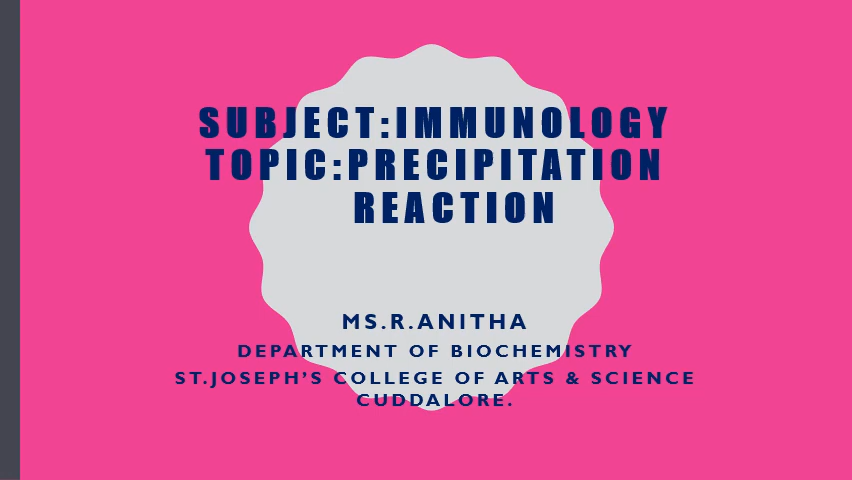 SUBJECT:IMMUNOLOGY
TOPIC:PRECIPITATION
REACTION
MS.R.ANITHA
DEPARTMENT OF BIOCHEMISTRY
ST.JOSEPH’S COLLEGE OF ARTS & SCIENCE
CUDDALORE.